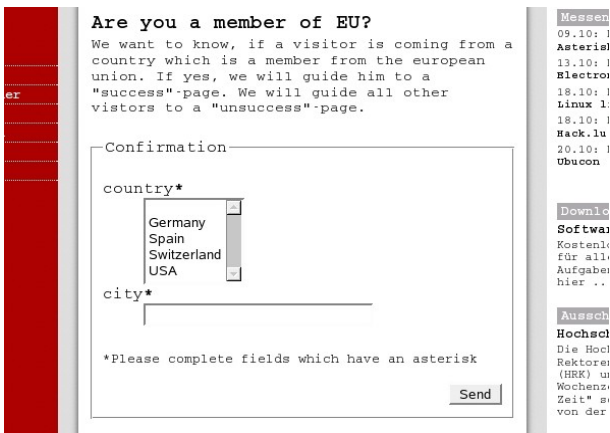 Are you a member of EU?
We want to know, if a visitor is coming from a
country which is a member from the european
union. If yes, we will guide him to a
"success"-page. We will guide all other
vistors to a "unsuccess"-page.
Confirmation
country*
Germany
Spain
Switzerland
USA
city*
*Please complete fields which have an asterisk
Send
er
Messen
09.10:
Asterisk
13.10:
Electron
18.10:
Linux li
18.10:
Hack.lu
20.10:
Ubucon
Downlo
Softwar
Kostenlo
für alle
Aufgaben
hier ..
Aussch
Hochsch
Die Hoch
Rektoren
(HRK) un
Wochenze
Zeit" se
von der